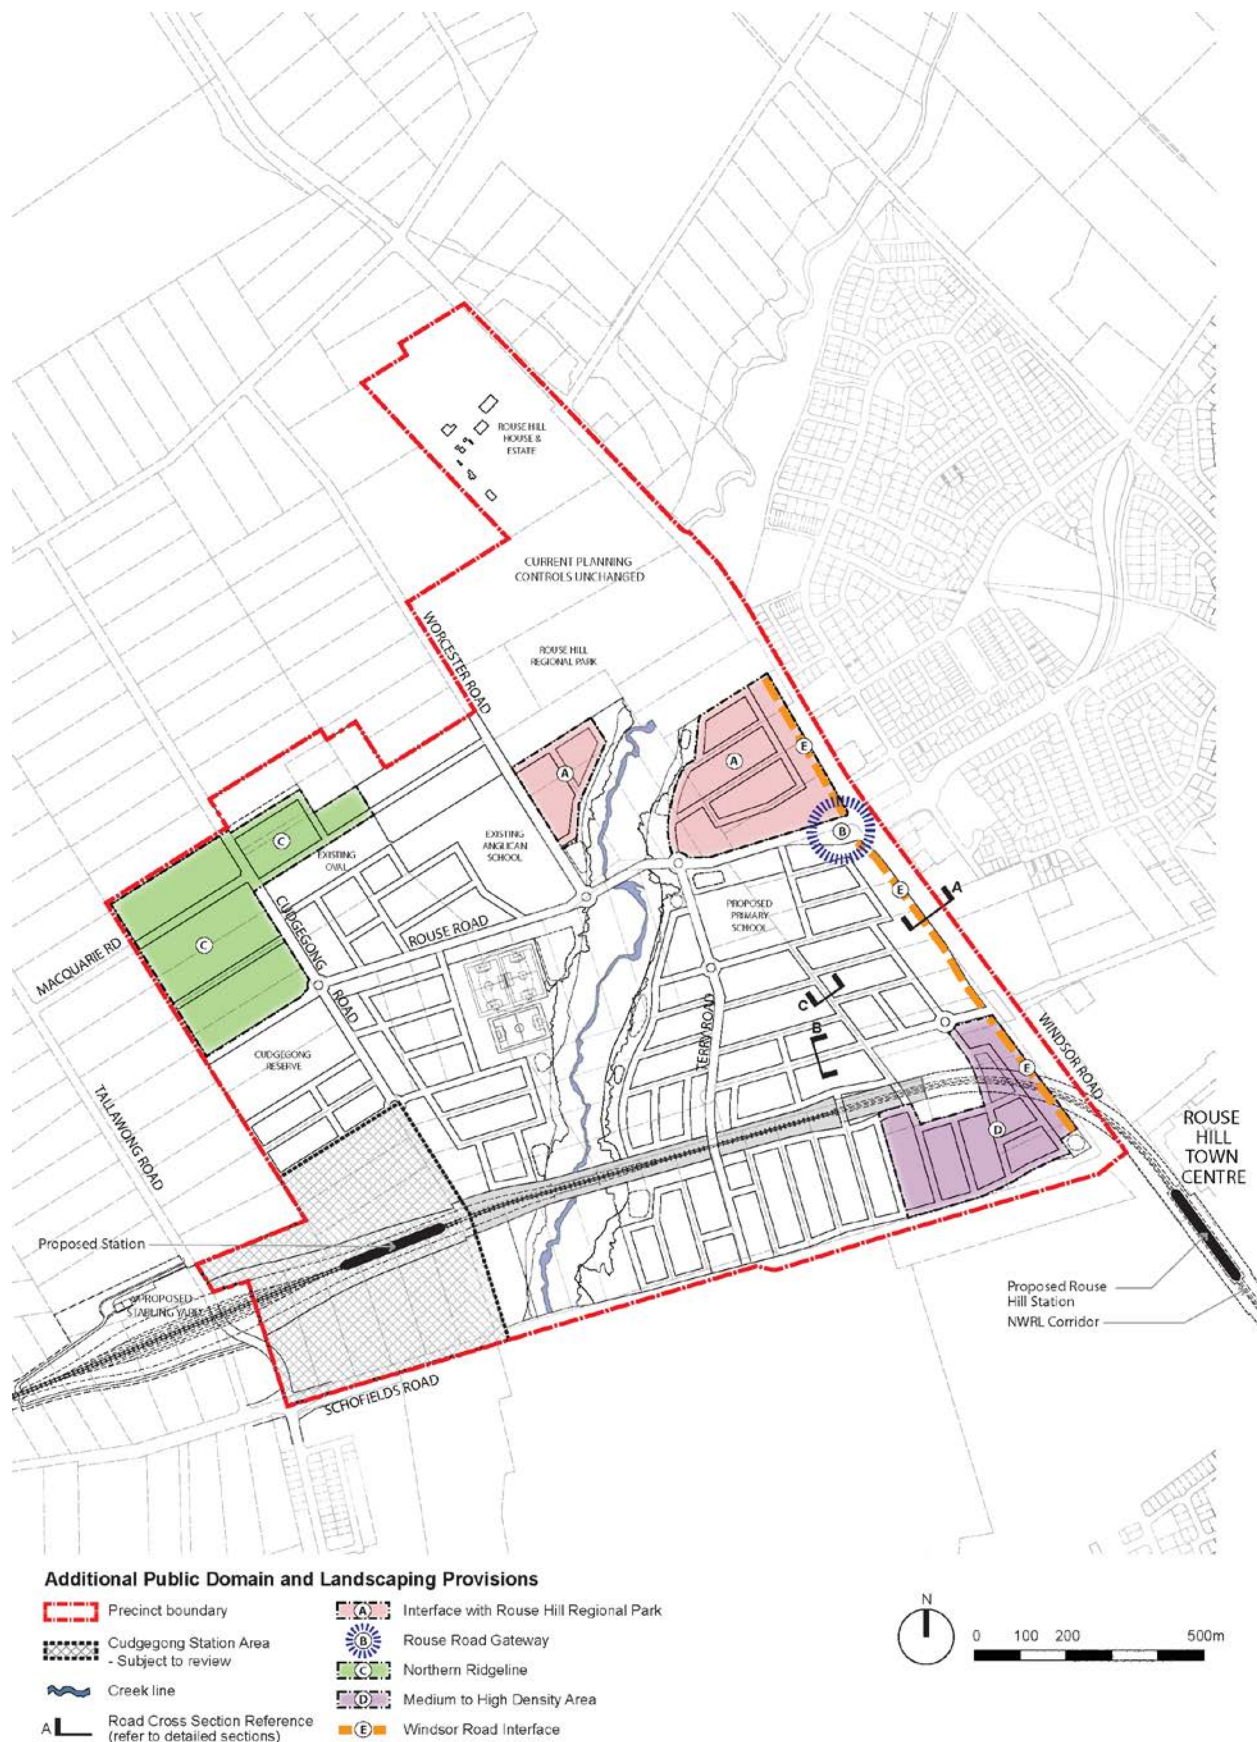 ROUSE HILL
HOUSE &
ESTATE
CURRENT PLANNING
CONTROLS UNCHANGED
WORCESTER ROAD
ROUSE HILL
REGIONAL PARK
A
A
E
B
C
EXISTING
OVAL
EXISTING
ANGLICAN
SCHOOL
E
A
C
CUDGEGONG
ROAD
ROUSE ROAD
PROPOSED
PRIMARY
SCHOOL
MACQUARIE RD
C
B
TERRY ROAD
CUDGEGONG
RESERVE
E
WINDSOR ROAD
TALLAWONG ROAD
D
ROUSE
HILL
TOWN
CENTRE
Proposed Station
PROPOSED
STABLING YARD
Proposed Rouse
Hill Station
NWRL Corridor
SCHOFIELDS ROAD
Additional Public Domain and Landscaping Provisions
Precinct boundary
Cudgegong Station Area
- Subject to review
Creek line
A Road Cross Section Reference
(refer to detailed sections)
A Interface with Rouse Hill Regional Park
B Rouse Road Gateway
C Northern Ridgeline
D Medium to High Density Area
E Windsor Road Interface
N
0 100 200 500m